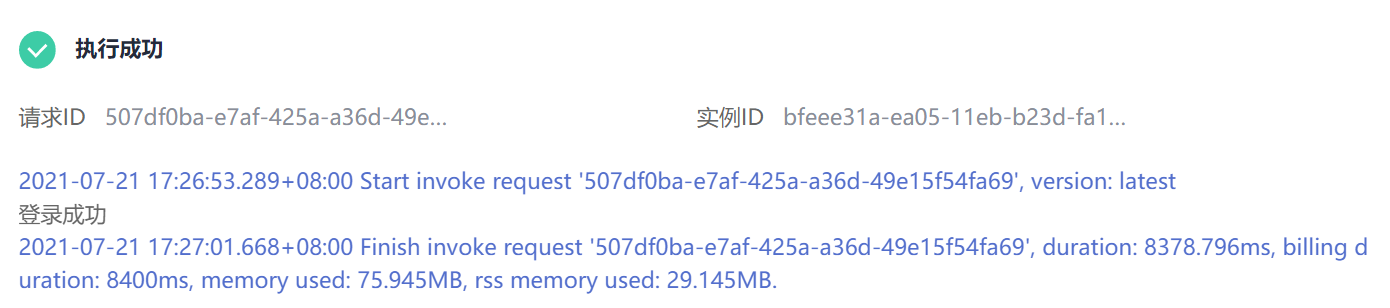 执行成功
请求ID 507df0ba-e7af-425a-a36d-49e...
实例ID bfeee31a-ea05-11eb-b23d-fa1...
2021-07-21 17:26:53.289+08:00 Start invoke request '507df0ba-e7af-425a-a36d-49e15f54fa69', version: latest
登录成功
2021-07-21 17:27:01.668+08:00 Finish invoke request '507df0ba-e7af-425a-a36d-49e15f54fa69', duration: 8378.796ms, billing d
uration: 8400ms, memory used: 75.945MB, rss memory used: 29.145MB.